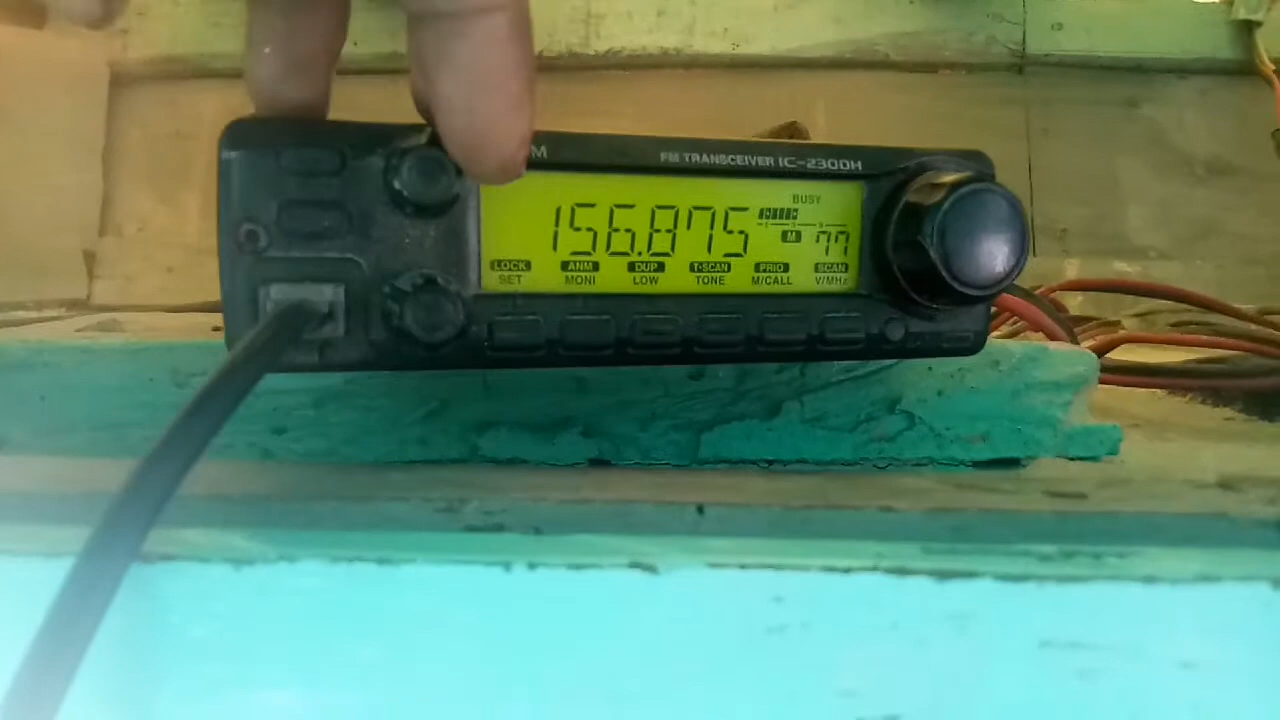 M FM TRANSCEIVER IC-2300H
BUSY
156.875
M 77
LOCK ANM DUP T-SCAN PRIO SCAN
SET MONI LOW TONE M/CALL V/MHz